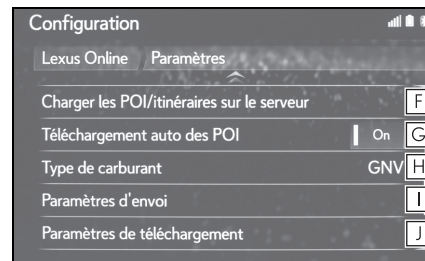 Configuration
Lexus Online Paramètres
Charger les POI/itinéraires sur le serveur F
Téléchargement auto des POI On G
Type de carburant GNV H
Paramètres d'envoi I
Paramètres de téléchargement J